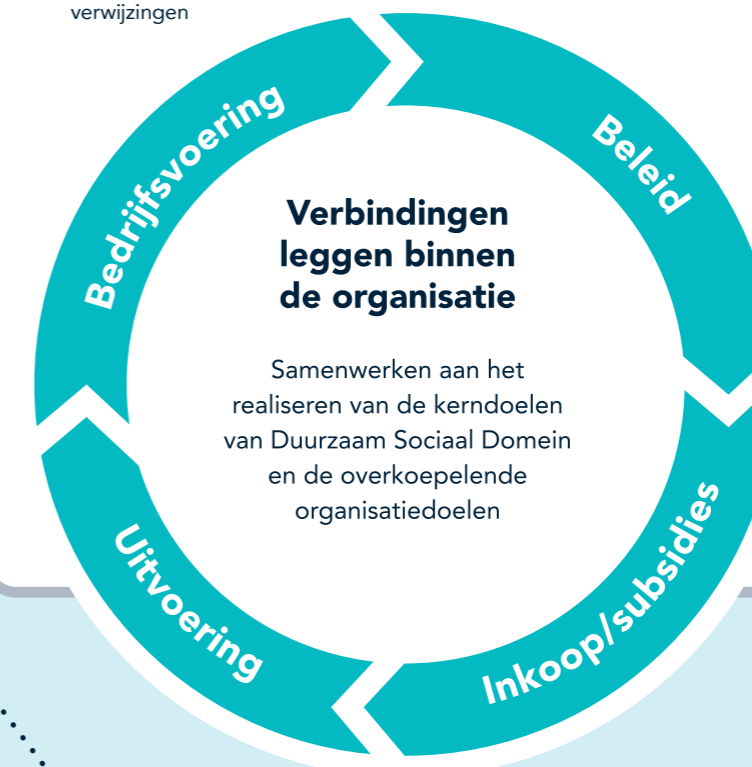 verwijzingen
Bedrijfsvoering
Beleid
Verbindingen
leggen binnen
de organisatie
Samenwerken aan het
realiseren van de kerndoelen
van Duurzaam Sociaal Domein
en de overkoepelende
organisatiedoelen
Uitvoering
Inkoop/subsidies